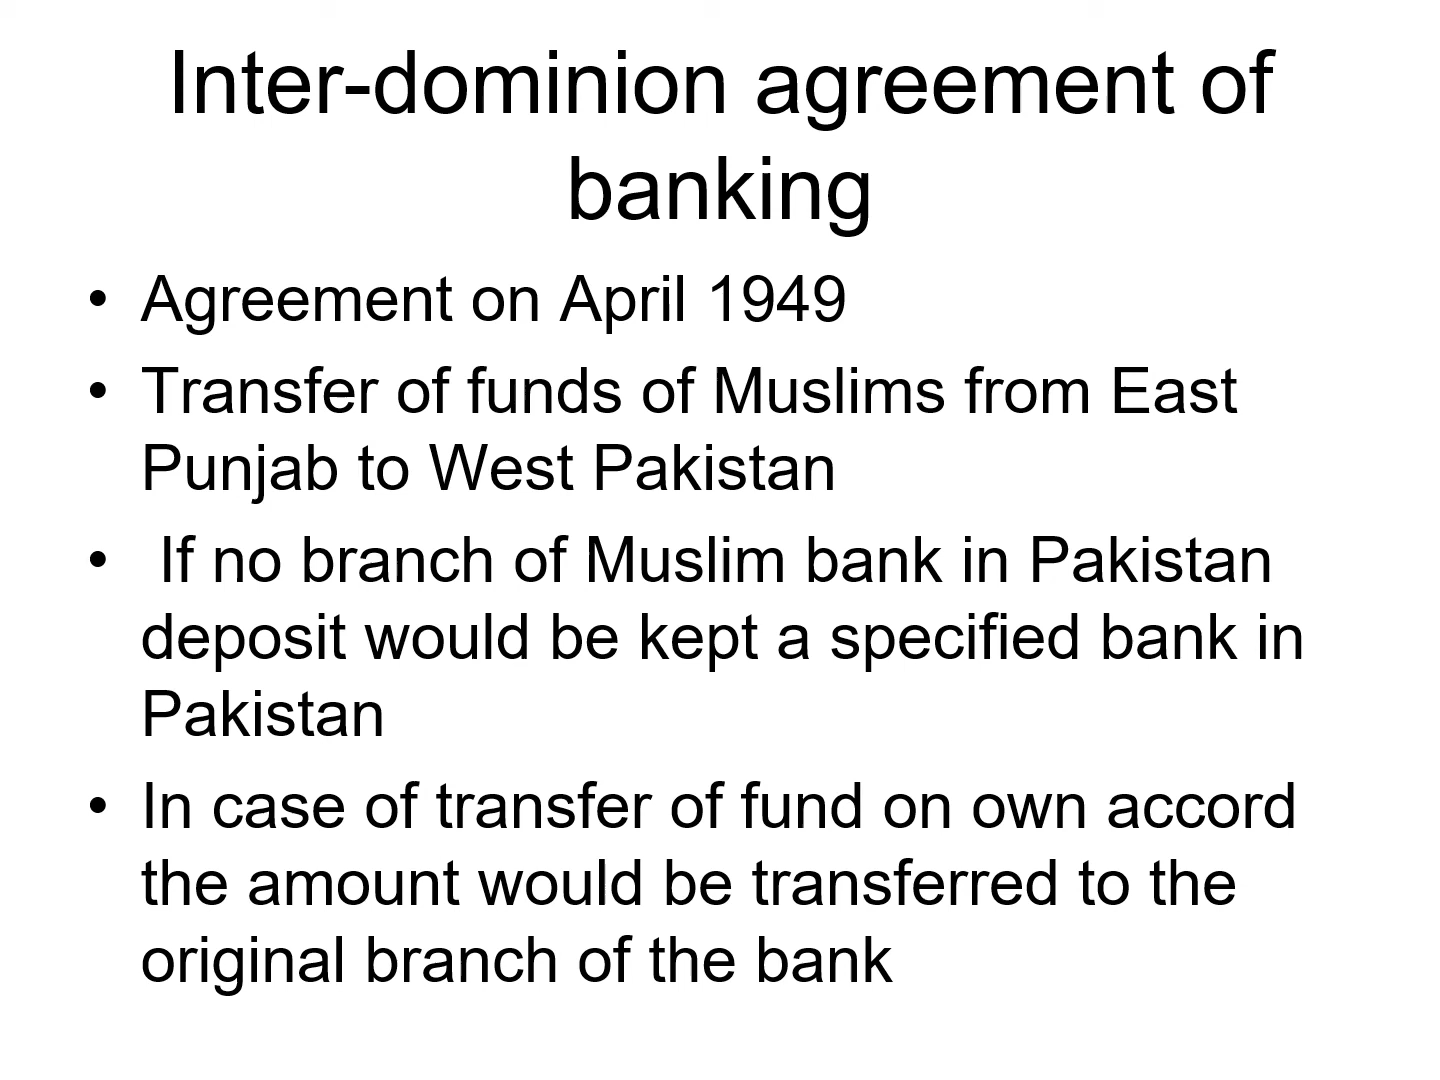 Inter-dominion agreement of
banking
• Agreement on April 1949
• Transfer of funds of Muslims from East
Punjab to West Pakistan
• If no branch of Muslim bank in Pakistan
deposit would be kept a specified bank in
Pakistan
• In case of transfer of fund on own accord
the amount would be transferred to the
original branch of the bank